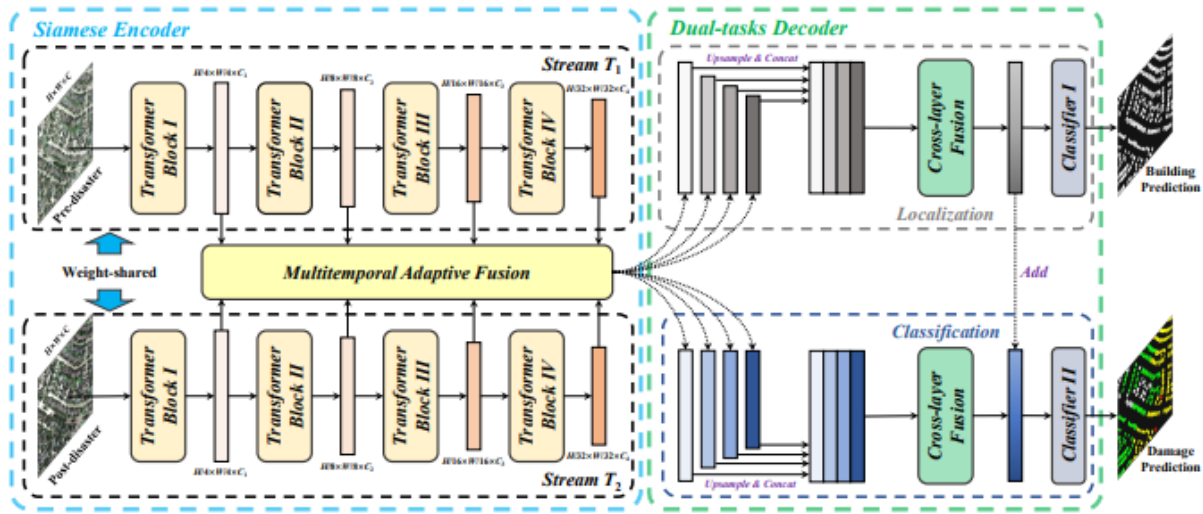 Siamese Encoder
Dual-tasks Decoder
Stream T1
H×W×C
Pre-disaster
Transformer Block I
H/4×W/4×C1
Transformer Block II
H/8×W/8×C2
Transformer Block III
H/16×W/16×C3
Transformer Block IV
H/32×W/32×C4
Upsample & Concat
Cross-layer Fusion
Classifier I
Localization
Building
Prediction
Weight-shared
Multitemporal Adaptive Fusion
Add
Classification
H×W×C
Post-disaster
Transformer Block I
H/4×W/4×C1
Transformer Block II
H/8×W/8×C2
Transformer Block III
H/16×W/16×C3
Transformer Block IV
H/32×W/32×C4
Stream T2
Upsample & Concat
Cross-layer Fusion
Classifier II
Damage
Prediction